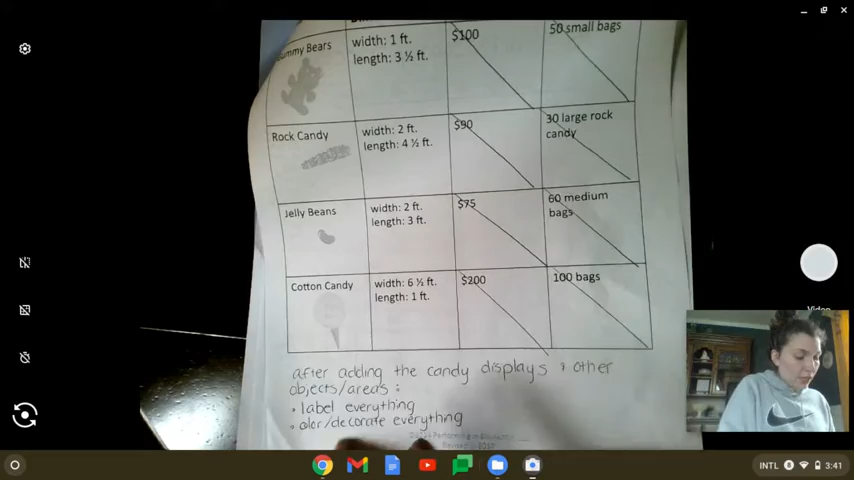 ummy Bears
width: 1 ft.
length: 3 ½ ft.
$100
50 small bags
Rock Candy
width: 2 ft.
length: 4 ½ ft.
$90
30 large rock
candy
Jelly Beans
width: 2 ft.
length: 3 ft.
$75
60 medium
bags
Cotton Candy
width: 6 ½ ft.
length: 1 ft.
$200
100 bags
after adding the candy displays & other
objects/areas :
• label everything
• olor/decorate everything
Video
INTL
3:41